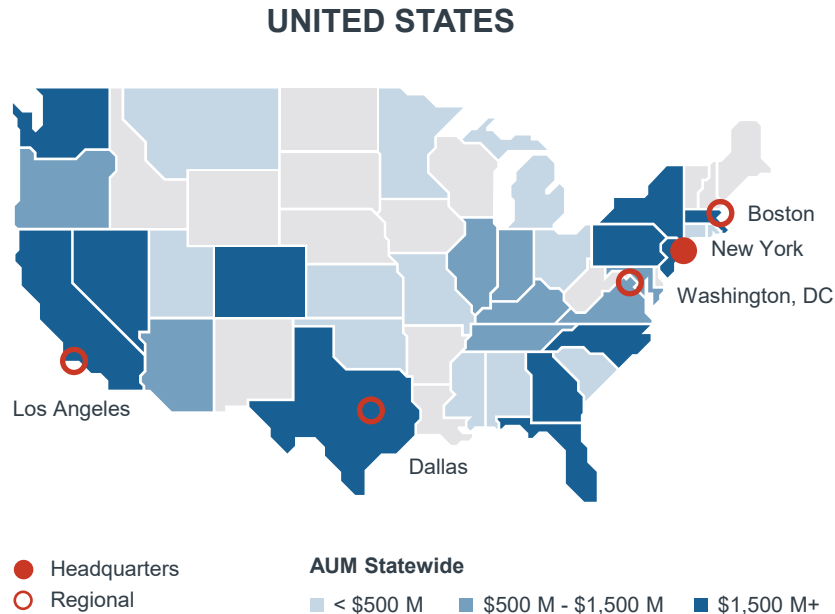 UNITED STATES
Boston
New York
Washington, DC
Los Angeles
Dallas
Headquarters
Regional
AUM Statewide
< $500 M
$500 M - $1,500 M
$1,500 M+